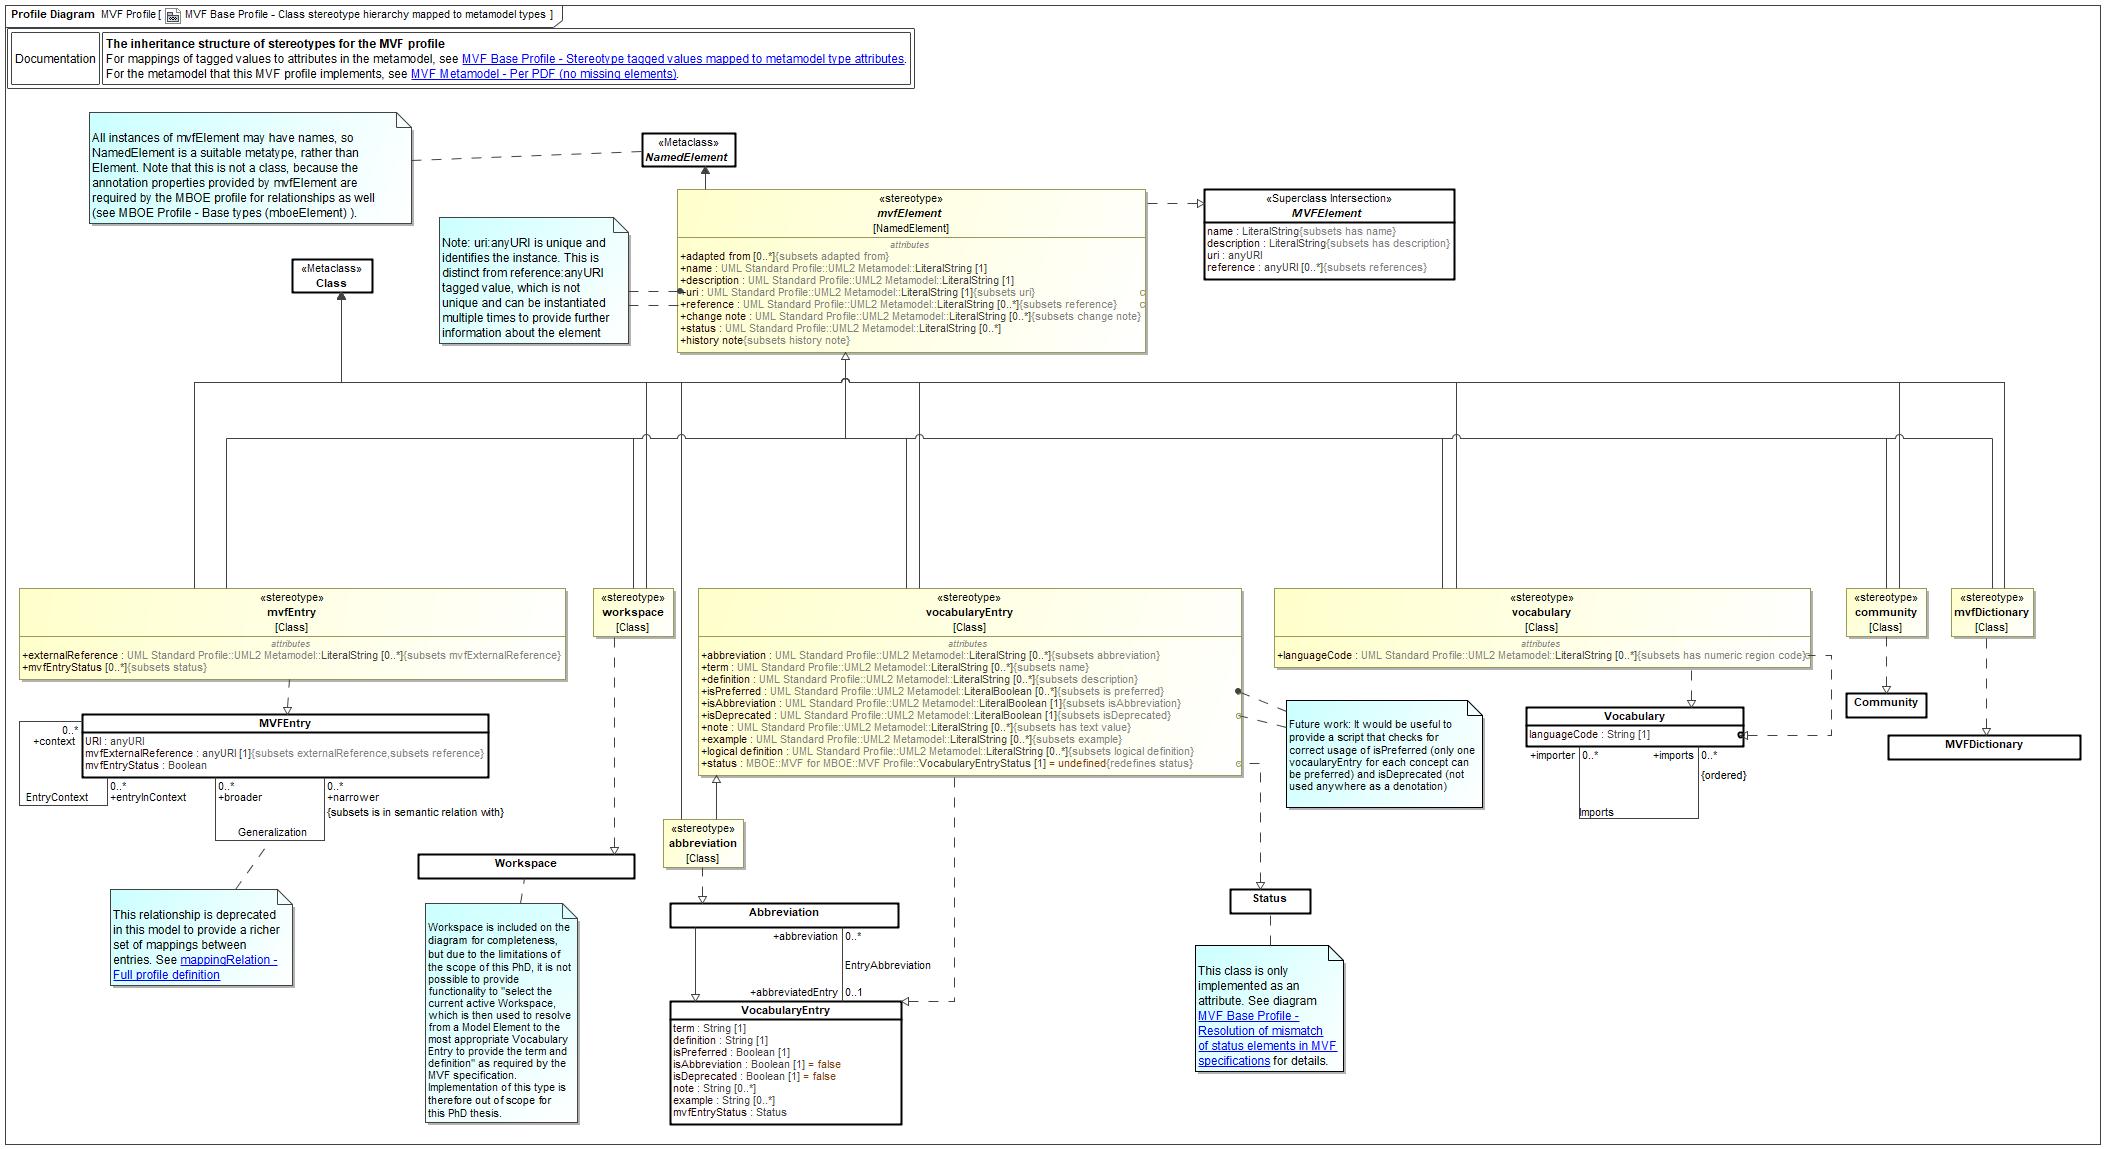 Profile Diagram MVF Profile [ MVF Base Profile - Class stereotype hierarchy mapped to metamodel types ]
Documentation
The inheritance structure of stereotypes for the MVF profile
For mappings of tagged values to attributes in the metamodel, see MVF Base Profile - Stereotype tagged values mapped to metamodel type attributes.
For the metamodel that this MVF profile implements, see MVF Metamodel - Per PDF (no missing elements).
All instances of mvfElement may have names, so
NamedElement is a suitable metatype, rather than
Element. Note that this is not a class, because the
annotation properties provided by mvfElement are
required by the MBOE profile for relationships as well
(see MBOE Profile - Base types (mboeElement) ).
«Metaclass»
NamedElement
«stereotype»
mvfElement
[NamedElement]
attributes
+adapted from [0..*]{subsets adapted from}
+name : UML Standard Profile::UML2 Metamodel::LiteralString [1]
+description : UML Standard Profile::UML2 Metamodel::LiteralString [1]
+uri : UML Standard Profile::UML2 Metamodel::LiteralString [1]{subsets uri}
+reference : UML Standard Profile::UML2 Metamodel::LiteralString [0..*]{subsets reference}
+change note : UML Standard Profile::UML2 Metamodel::LiteralString [0..*]{subsets change note}
+status : UML Standard Profile::UML2 Metamodel::LiteralString [0..*]
+history note{subsets history note}
«Superclass Intersection»
MVFElement
name : LiteralString{subsets has name}
description : LiteralString{subsets has description}
uri : anyURI
reference : anyURI [0..*]{subsets references}
Note: uri:anyURI is unique and
identifies the instance. This is
distinct from reference:anyURI
tagged value, which is not
unique and can be instantiated
multiple times to provide further
information about the element
«Metaclass»
Class
«stereotype»
mvfEntry
[Class]
attributes
+externalReference : UML Standard Profile::UML2 Metamodel::LiteralString [0..*]{subsets mvfExternalReference}
+mvfEntryStatus [0..*]{subsets status}
«stereotype»
workspace
[Class]
«stereotype»
vocabularyEntry
[Class]
attributes
+abbreviation : UML Standard Profile::UML2 Metamodel::LiteralString [0..*]{subsets abbreviation}
+term : UML Standard Profile::UML2 Metamodel::LiteralString [0..*]{subsets name}
+definition : UML Standard Profile::UML2 Metamodel::LiteralString [0..*]{subsets description}
+isPreferred : UML Standard Profile::UML2 Metamodel::LiteralBoolean [0..*]{subsets is preferred}
+isAbbreviation : UML Standard Profile::UML2 Metamodel::LiteralBoolean [1]{subsets isAbbreviation}
+isDeprecated : UML Standard Profile::UML2 Metamodel::LiteralBoolean [1]{subsets isDeprecated}
+note : UML Standard Profile::UML2 Metamodel::LiteralString [0..*]{subsets has text value}
+example : UML Standard Profile::UML2 Metamodel::LiteralString [0..*]{subsets example}
+logical definition : UML Standard Profile::UML2 Metamodel::LiteralString [0..*]{subsets logical definition}
+status : MBOE::MVF for MBOE::MVF Profile::VocabularyEntryStatus [1] = undefined{redefines status}
«stereotype»
vocabulary
[Class]
attributes
+languageCode : UML Standard Profile::UML2 Metamodel::LiteralString [0..*]{subsets has numeric region code}
«stereotype»
community
[Class]
«stereotype»
mvfDictionary
[Class]
MVFEntry
URI : anyURI
mvfExternalReference : anyURI [1]{subsets externalReference,subsets reference}
mvfEntryStatus : Boolean
0..*
+context
EntryContext
0..*
+entryInContext
0..*
+broader
0..*
+narrower
{subsets is in semantic relation with}
Generalization
This relationship is deprecated
in this model to provide a richer
set of mappings between
entries. See mappingRelation -
Full profile definition
Workspace
Workspace is included on the
diagram for completeness,
but due to the limitations of
the scope of this PhD, it is not
possible to provide
functionality to "select the
current active Workspace,
which is then used to resolve
from a Model Element to the
most appropriate Vocabulary
Entry to provide the term and
definition" as required by the
MVF specification.
Implementation of this type is
therefore out of scope for
this PhD thesis.
«stereotype»
abbreviation
[Class]
Abbreviation
+abbreviation 0..*
EntryAbbreviation
+abbreviatedEntry 0..1
VocabularyEntry
term : String [1]
definition : String [1]
isPreferred : Boolean [1]
isAbbreviation : Boolean [1] = false
isDeprecated : Boolean [1] = false
note : String [0..*]
example : String [0..*]
mvfEntryStatus : Status
Future work: It would be useful to
provide a script that checks for
correct usage of isPreferred (only one
vocaularyEntry for each concept can
be preferred) and isDeprecated (not
used anywhere as a denotation)
Status
This class is only
implemented as an
attribute. See diagram
MVF Base Profile -
Resolution of mismatch
of status elements in MVF
specifications for details.
Vocabulary
languageCode : String [1]
+importer 0..*
+imports 0..*
{ordered}
Imports
Community
MVFDictionary